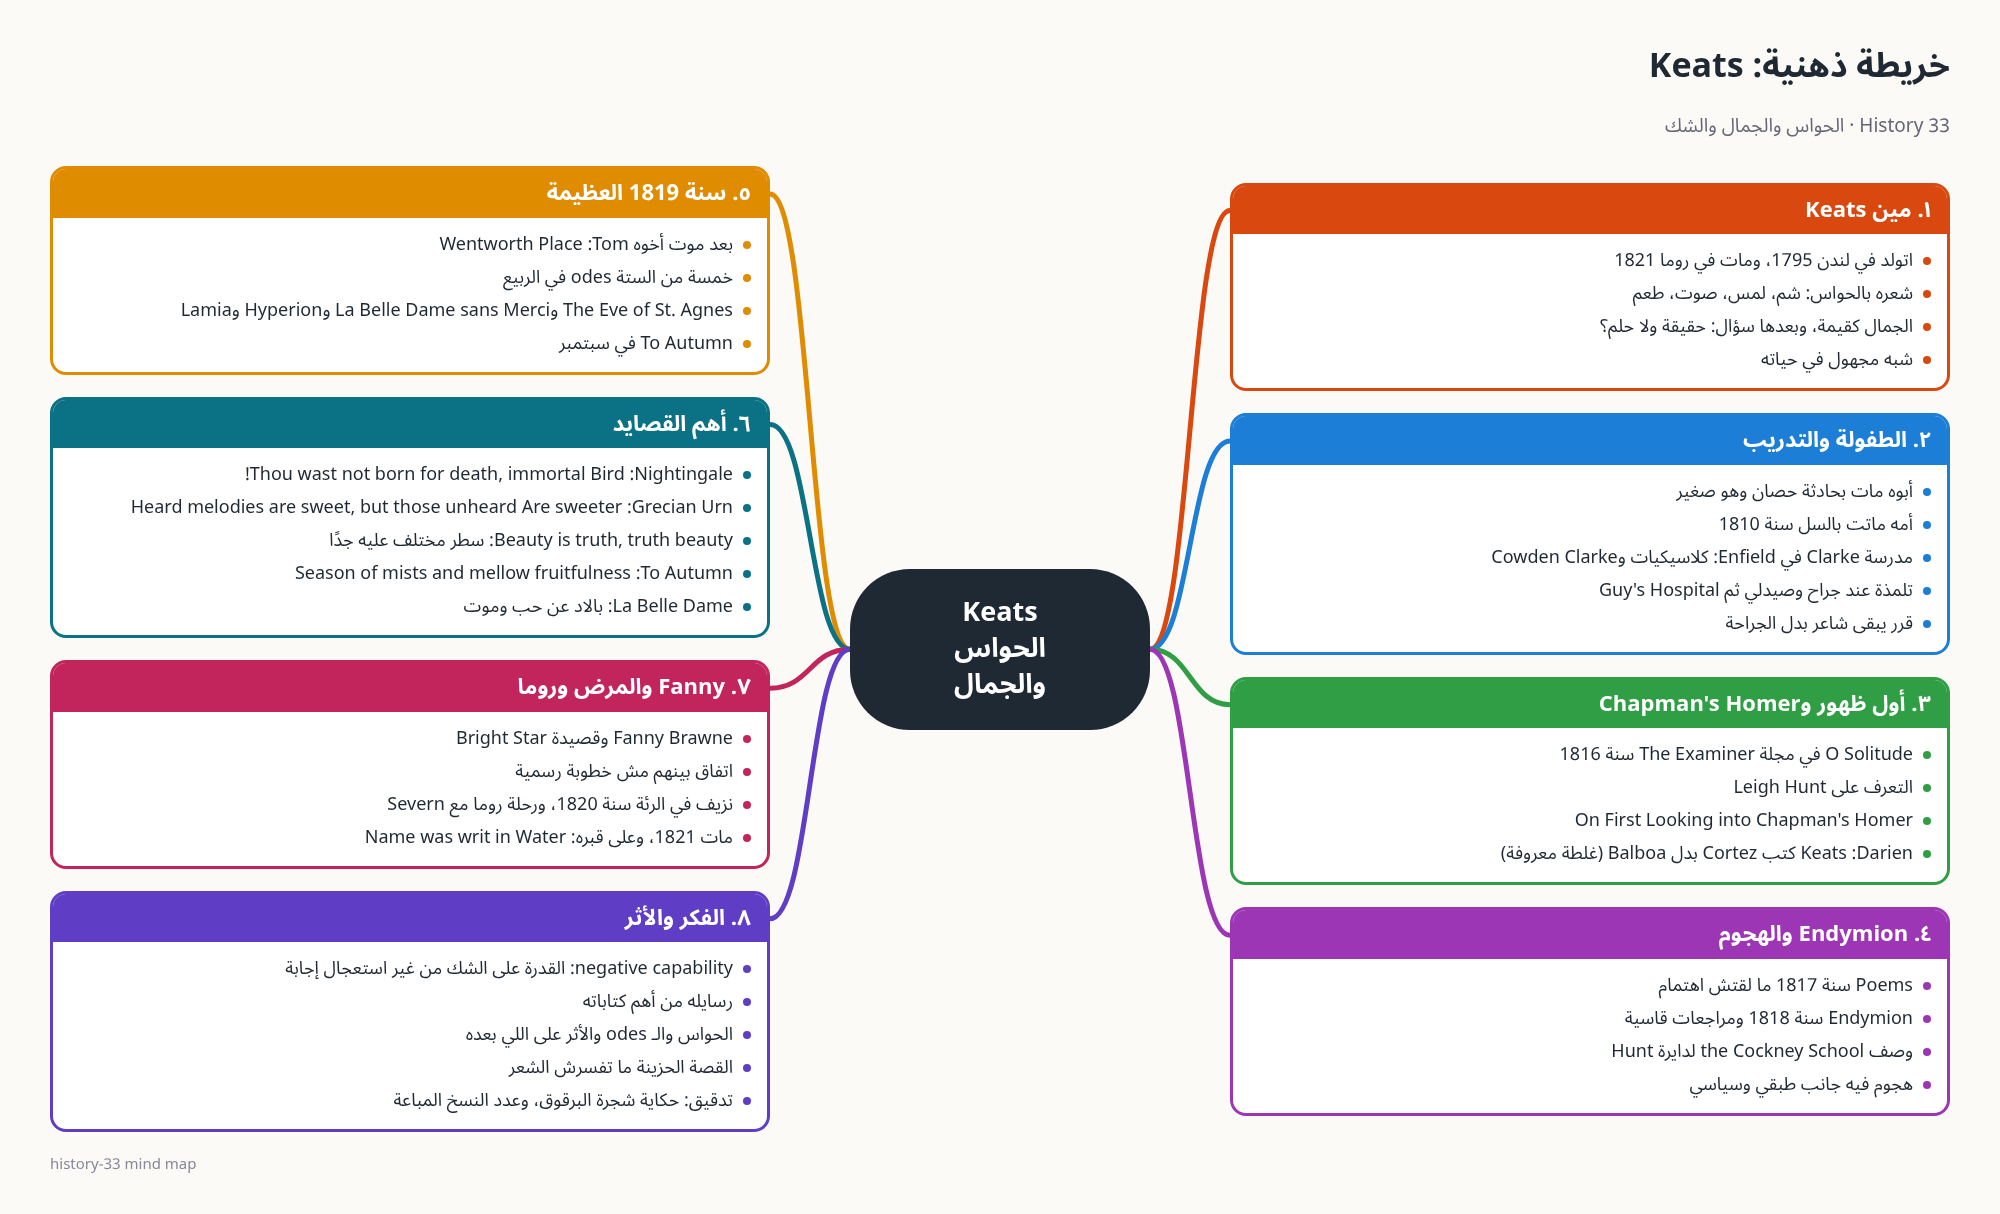 خريطة ذهنية: Keats
History 33 · الحواس والجمال والشك
١. مين Keats
اتولد في لندن 1795، ومات في روما 1821
شعره بالحواس: شم، لمس، صوت، طعم
الجمال كقيمة، وبعدها سؤال: حقيقة ولا حلم؟
شبه مجهول في حياته
٢. الطفولة والتدريب
أبوه مات بحادثة حصان وهو صغير
أمه ماتت بالسل سنة 1810
مدرسة Clarke في Enfield: كلاسيكيات وCowden Clarke
تلمذة عند جراح وصيدلي ثم Guy's Hospital
قرر يبقى شاعر بدل الجراحة
٣. أول ظهور وChapman's Homer
O Solitude في مجلة The Examiner سنة 1816
التعرف على Leigh Hunt
On First Looking into Chapman's Homer
Darien: Keats كتب Cortez بدل Balboa (غلطة معروفة)
٤. Endymion والهجوم
Poems سنة 1817 ما لقتش اهتمام
Endymion سنة 1818 ومراجعات قاسية
وصف the Cockney School لدايرة Hunt
هجوم فيه جانب طبقي وسياسي
Keats
الحواس
والجمال
٥. سنة 1819 العظيمة
بعد موت أخوه Tom: Wentworth Place
خمسة من الستة odes في الربيع
The Eve of St. Agnes وLa Belle Dame sans Merci وHyperion وLamia
To Autumn في سبتمبر
٦. أهم القصايد
Nightingale: Thou wast not born for death, immortal Bird!
Grecian Urn: Heard melodies are sweet, but those unheard Are sweeter
Beauty is truth, truth beauty: سطر مختلف عليه جدًا
To Autumn: Season of mists and mellow fruitfulness
La Belle Dame: بالاد عن حب وموت
٧. Fanny والمرض وروما
Fanny Brawne وقصيدة Bright Star
اتفاق بينهم مش خطوبة رسمية
نزيف في الرئة سنة 1820، ورحلة روما مع Severn
مات 1821، وعلى قبره: Name was writ in Water
٨. الفكر والأثر
negative capability: القدرة على الشك من غير استعجال إجابة
رسايله من أهم كتاباته
الحواس والـ odes والأثر على اللي بعده
القصة الحزينة ما تفسرش الشعر
تدقيق: حكاية شجرة البرقوق، وعدد النسخ المباعة
history-33 mind map